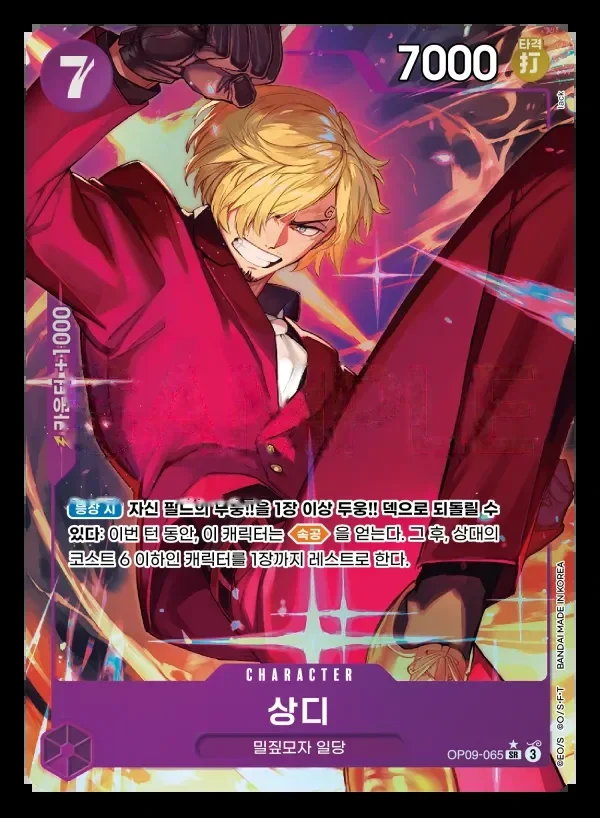 7
7000
타격
打
lack
카운터+1000
등장 시 자신 필드의 두웅!!을 1장 이상 두웅!! 덱으로 되돌릴 수
있다: 이번 턴 동안, 이 캐릭터는 속공 을 얻는다. 그 후, 상대의
코스트 6 이하인 캐릭터를 1장까지 레스트로 한다.
CHARACTER
상디
밀짚모자 일당
OP09-065 SR 3
©EO/S ©O/S·F·T BANDAI MADE IN KOREA